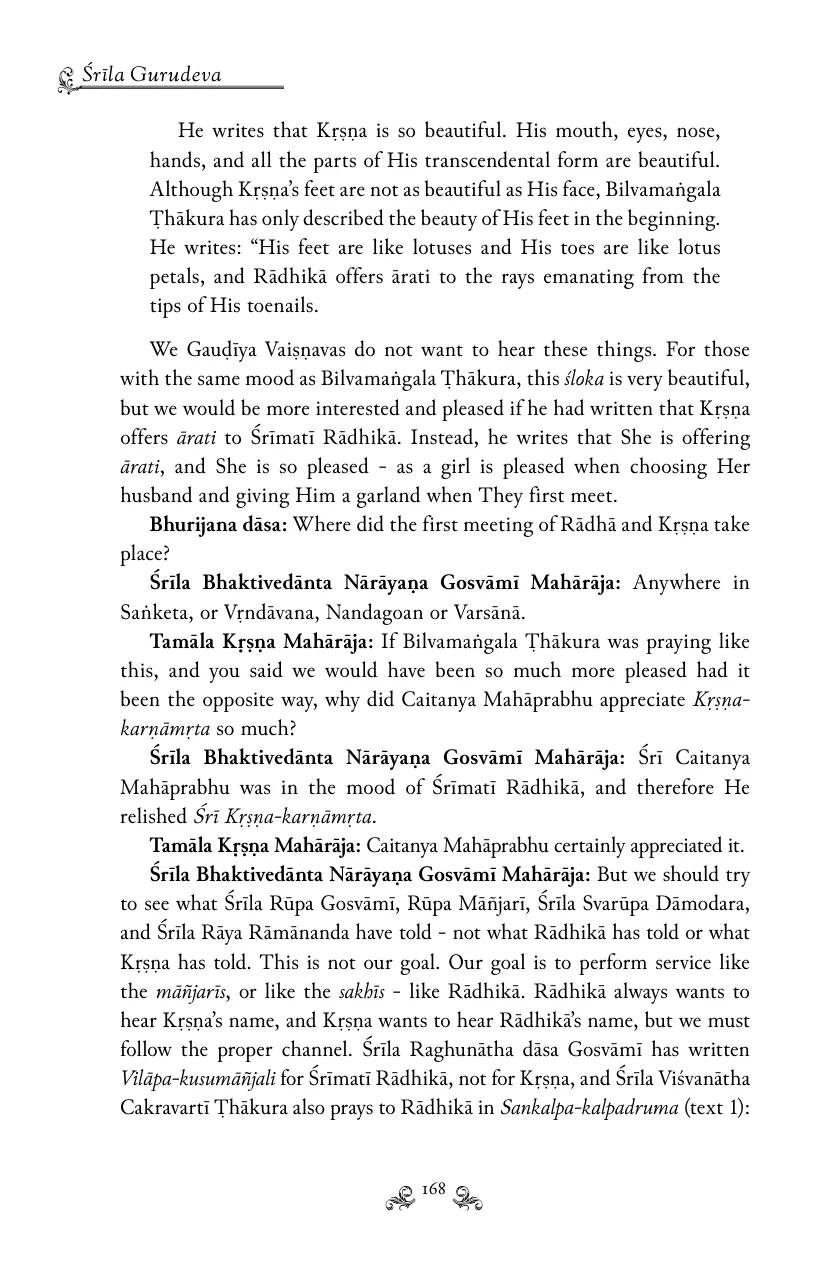 Śrīla Gurudeva
He writes that Kṛṣṇa is so beautiful. His mouth, eyes, nose,
hands, and all the parts of His transcendental form are beautiful.
Although Kṛṣṇa’s feet are not as beautiful as His face, Bilvamaṅgala
Ṭhākura has only described the beauty of His feet in the beginning.
He writes: “His feet are like lotuses and His toes are like lotus
petals, and Rādhikā offers ārati to the rays emanating from the
tips of His toenails.
We Gauḍīya Vaiṣṇavas do not want to hear these things. For those
with the same mood as Bilvamaṅgala Ṭhākura, this śloka is very beautiful,
but we would be more interested and pleased if he had written that Kṛṣṇa
offers ārati to Śrīmatī Rādhikā. Instead, he writes that She is offering
ārati, and She is so pleased - as a girl is pleased when choosing Her
husband and giving Him a garland when They first meet.
Bhurijana dāsa: Where did the first meeting of Rādhā and Kṛṣṇa take
place?
Śrīla Bhaktivedānta Nārāyaṇa Gosvāmī Mahārāja: Anywhere in
Saṅketa, or Vṛndāvana, Nandagoan or Varsānā.
Tamāla Kṛṣṇa Mahārāja: If Bilvamaṅgala Ṭhākura was praying like
this, and you said we would have been so much more pleased had it
been the opposite way, why did Caitanya Mahāprabhu appreciate Kṛṣṇa-
karṇāmṛta so much?
Śrīla Bhaktivedānta Nārāyaṇa Gosvāmī Mahārāja: Śrī Caitanya
Mahāprabhu was in the mood of Śrīmatī Rādhikā, and therefore He
relished Śrī Kṛṣṇa-karṇāmṛta.
Tamāla Kṛṣṇa Mahārāja: Caitanya Mahāprabhu certainly appreciated it.
Śrīla Bhaktivedānta Nārāyaṇa Gosvāmī Mahārāja: But we should try
to see what Śrīla Rūpa Gosvāmī, Rūpa Māñjarī, Śrīla Svarūpa Dāmodara,
and Śrīla Rāya Rāmānanda have told - not what Rādhikā has told or what
Kṛṣṇa has told. This is not our goal. Our goal is to perform service like
the māñjarīs, or like the sakhīs - like Rādhikā. Rādhikā always wants to
hear Kṛṣṇa’s name, and Kṛṣṇa wants to hear Rādhikā’s name, but we must
follow the proper channel. Śrīla Raghunātha dāsa Gosvāmī has written
Vilāpa-kusumāñjali for Śrīmatī Rādhikā, not for Kṛṣṇa, and Śrīla Viśvanātha
Cakravartī Ṭhākura also prays to Rādhikā in Sankalpa-kalpadruma (text 1):
168